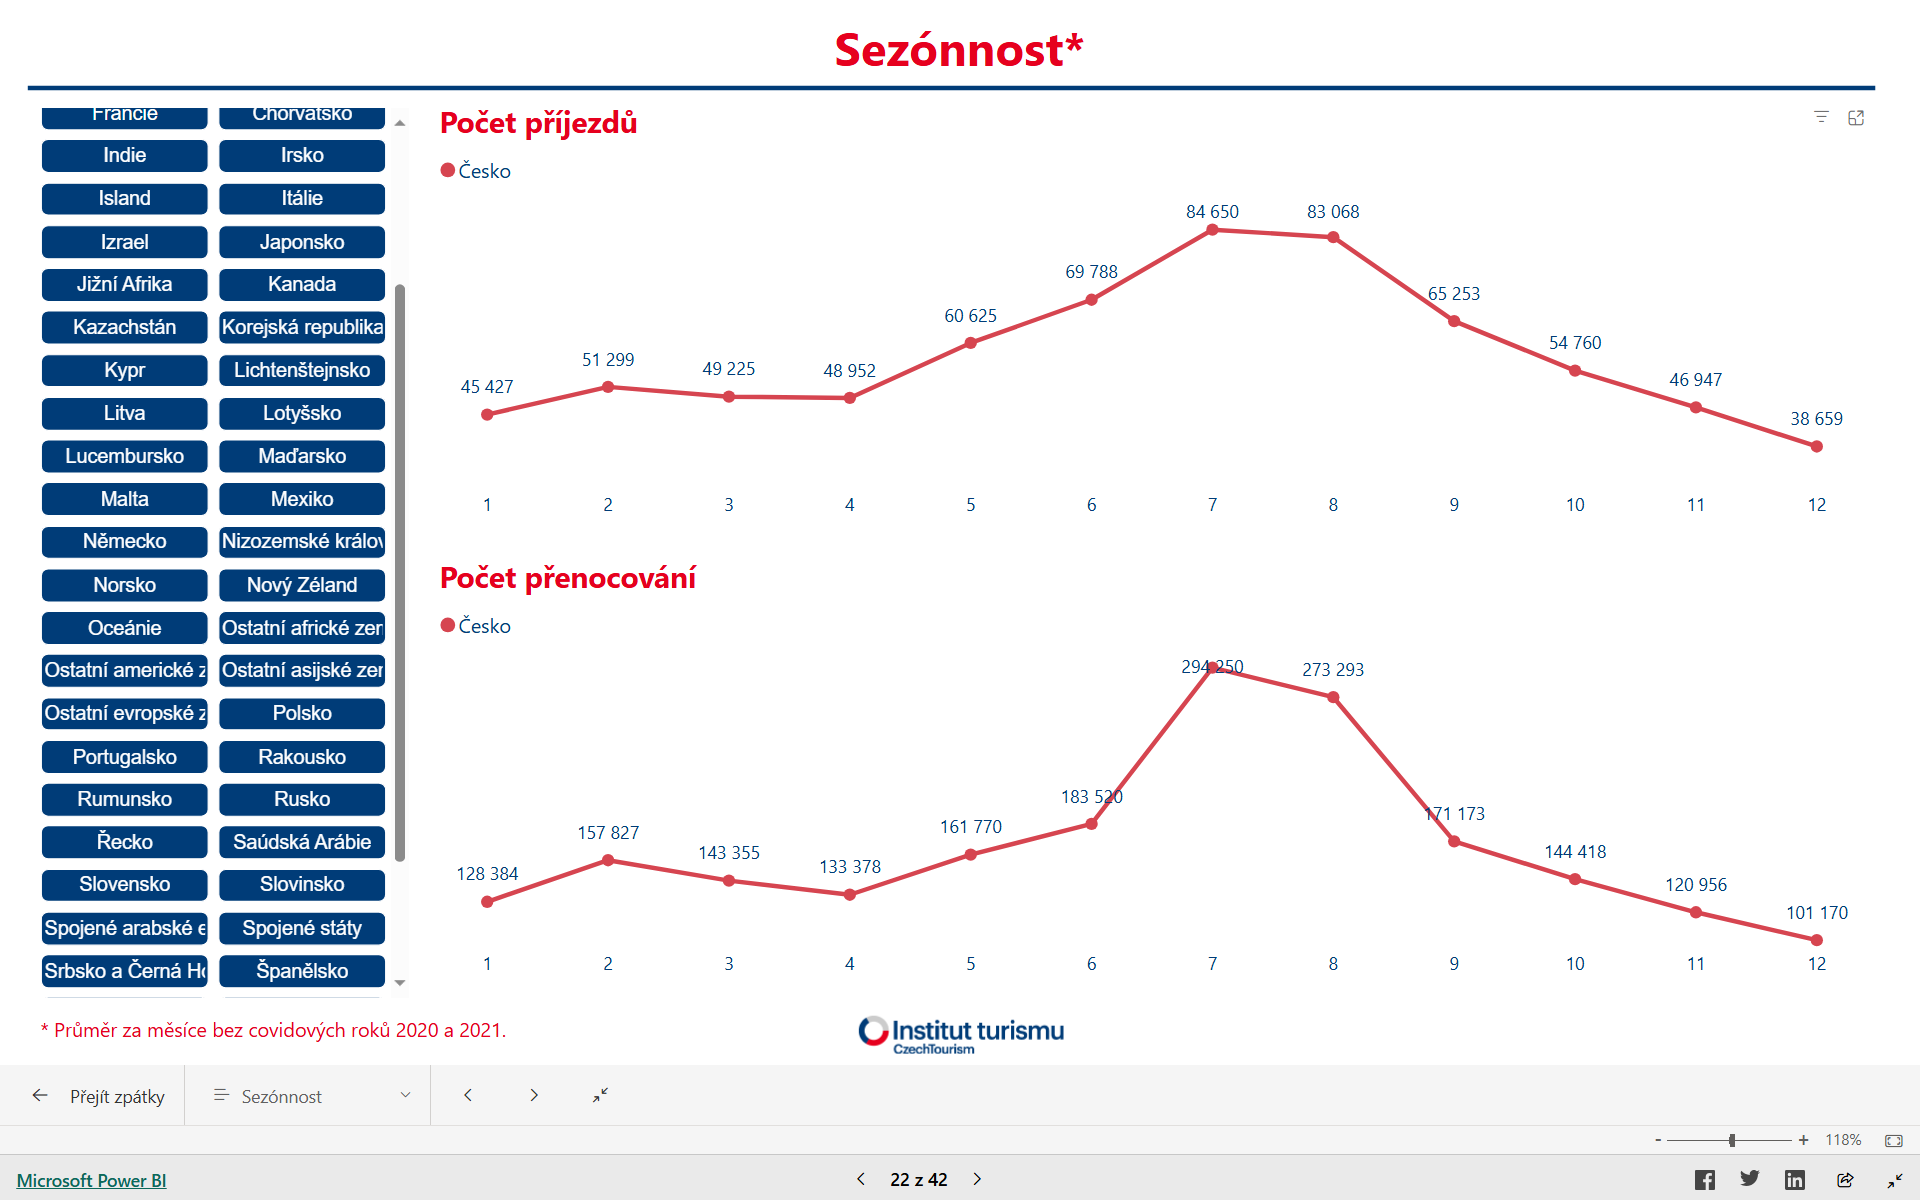 Sezónnost*
Francie
Chorvatsko
Indie
Irsko
Island
Itálie
Izrael
Japonsko
Jižní Afrika
Kanada
Kazachstán
Korejská republika
Kypr
Lichtenštejnsko
Litva
Lotyšsko
Lucembursko
Maďarsko
Malta
Mexiko
Německo
Nizozemské králov
Norsko
Nový Zéland
Oceánie
Ostatní africké zem
Ostatní americké z
Ostatní asijské zem
Ostatní evropské z
Polsko
Portugalsko
Rakousko
Rumunsko
Rusko
Řecko
Saúdská Arábie
Slovensko
Slovinsko
Spojené arabské e
Spojené státy
Srbsko a Černá Ho
Španělsko
Počet příjezdů
Česko
45 427
51 299
49 225
48 952
60 625
69 788
84 650
83 068
65 253
54 760
46 947
38 659
1 2 3 4 5 6 7 8 9 10 11 12
Počet přenocování
Česko
128 384
157 827
143 355
133 378
161 770
183 520
294 250
273 293
171 173
144 418
120 956
101 170
1 2 3 4 5 6 7 8 9 10 11 12
* Průměr za měsíce bez covidových roků 2020 a 2021.
Institut turismu
CzechTourism
Přejít zpátky
Sezónnost
- + 118%
Microsoft Power BI
22 z 42